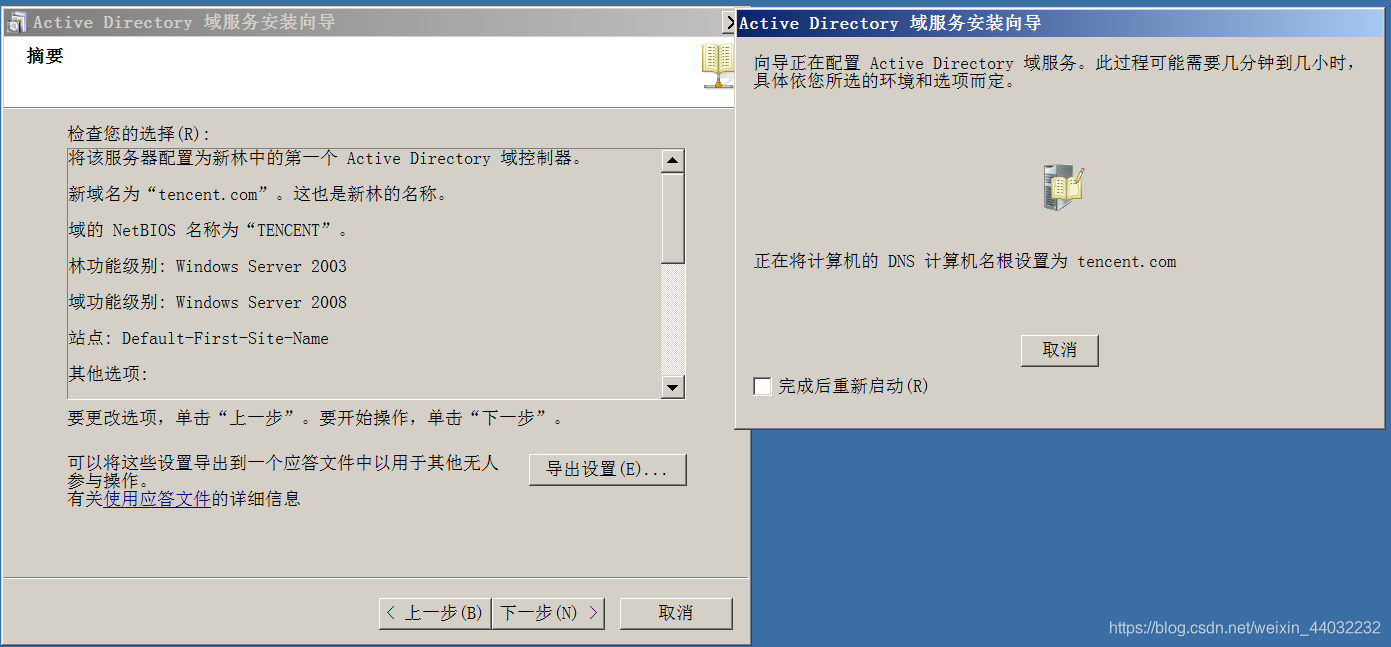 Active Directory 域服务安装向导
摘要
检查您的选择(R):
将该服务器配置为新林中的第一个 Active Directory 域控制器。
新域名为“tencent.com”。这也是新林的名称。
域的 NetBIOS 名称为“TENCENT”。
林功能级别: Windows Server 2003
域功能级别: Windows Server 2008
站点: Default-First-Site-Name
其他选项:
要更改选项，单击“上一步”。要开始操作，单击“下一步”。
可以将这些设置导出到一个应答文件中以用于其他无人
参与操作。
有关使用应答文件的详细信息
导出设置(E)...
< 上一步(B)
下一步(N) >
取消
Active Directory 域服务安装向导
向导正在配置 Active Directory 域服务。此过程可能需要几分钟到几小时，
具体依您所选的环境和选项而定。
正在将计算机的 DNS 计算机名根设置为 tencent.com
取消
完成后重新启动(R)
https://blog.csdn.net/weixin_44032232